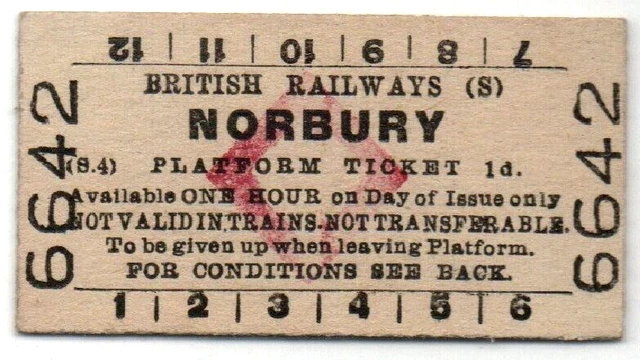 12 | 11 | 10 | 9 | 8 | 7
BRITISH RAILWAYS (S)
NORBURY
(S.4) PLATFORM TICKET 1d.
Available ONE HOUR on Day of Issue only
NOT VALID IN TRAINS. NOT TRANSFERABLE.
To be given up when leaving Platform.
FOR CONDITIONS SEE BACK.
1 | 2 | 3 | 4 | 5 | 6
6642
6642